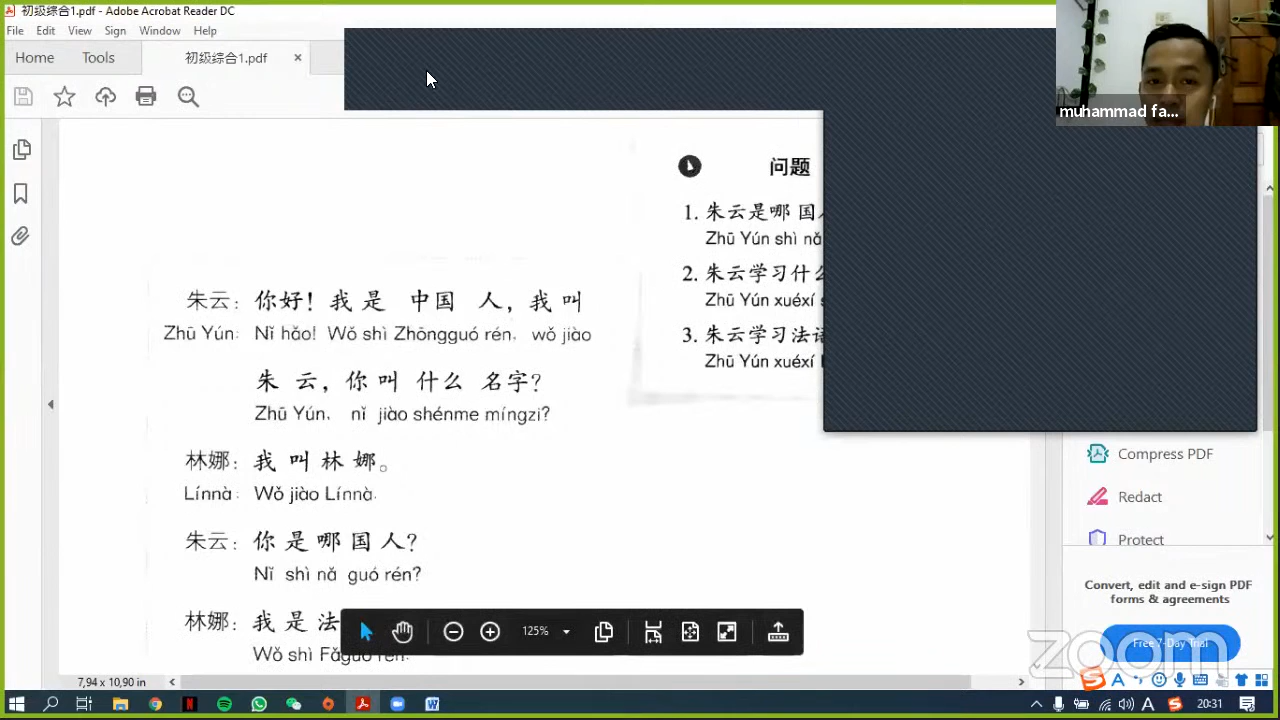 初级综合1.pdf - Adobe Acrobat Reader DC
File Edit View Sign Window Help
Home Tools 初级综合1.pdf ×
muhammad fa...
问题
1. 朱云是哪 国
Zhū Yún shì nǎ
2. 朱云学习什
Zhū Yún xuéxí
3. 朱云学习法
Zhū Yún xuéxí
朱云: 你好! 我 是 中国 人, 我 叫
Zhū Yún: Nǐ hǎo! Wǒ shì Zhōngguó rén, wǒ jiào
朱 云, 你 叫 什么 名字?
Zhū Yún, nǐ jiào shénme míngzi?
林娜: 我 叫 林 娜。
Línnà: Wǒ jiào Línnà.
朱云: 你 是 哪 国 人?
Nǐ shì nǎ guó rén?
林娜: 我 是 法
Wǒ shì Fǎguó rén.
125%
Compress PDF
Redact
Protect
Convert, edit and e-sign PDF
forms & agreements
Free 7-Day Trial
zoom
7,94 x 10,90 in
20:31